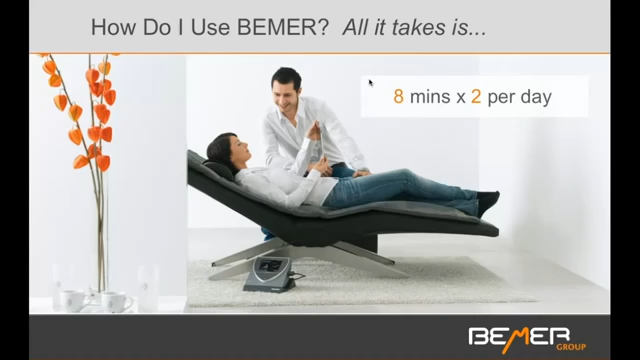 How Do I Use BEMER? All it takes is...
8 mins x 2 per day
BEMER
GROUP